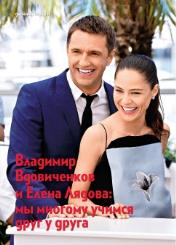 Владимир
Вдовиченков
и Елена Лядова:
мы многому учимся
друг у друга